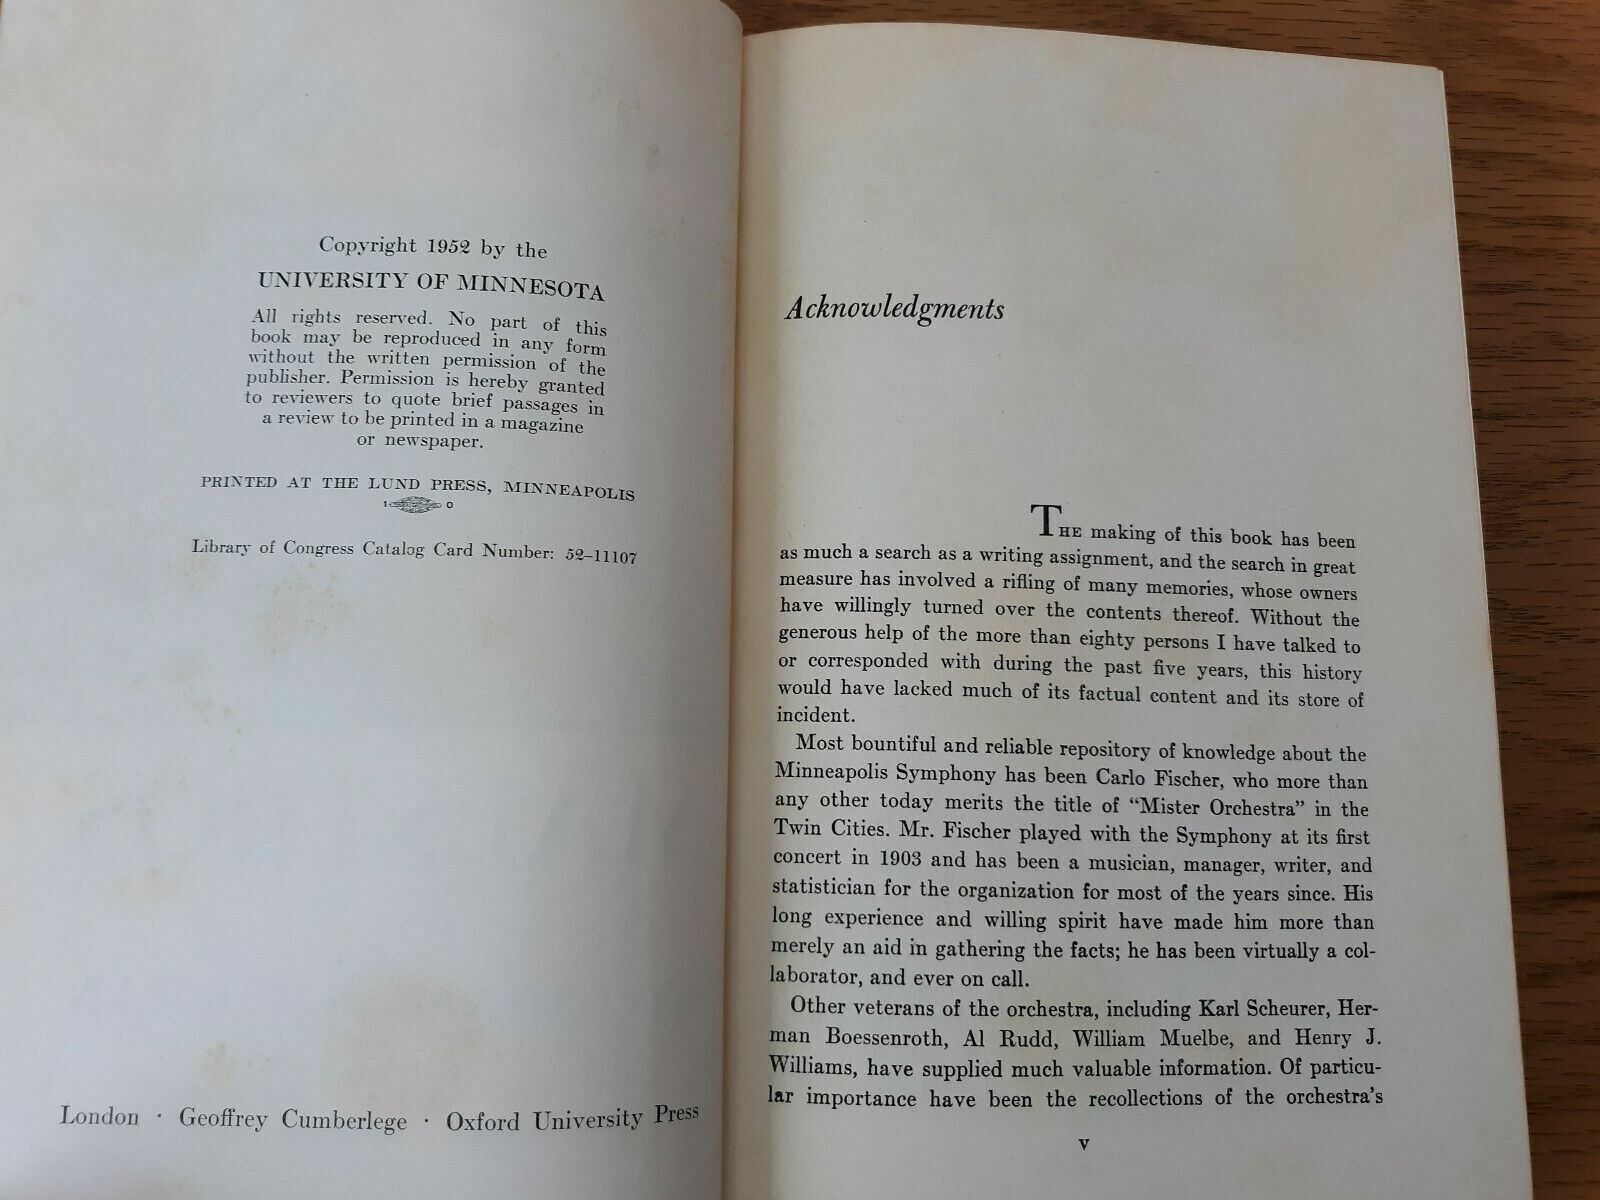 Copyright 1952 by the
UNIVERSITY OF MINNESOTA
All rights reserved. No part of this
book may be reproduced in any form
without the written permission of the
publisher. Permission is hereby granted
to reviewers to quote brief passages in
a review to be printed in a magazine
or newspaper.
PRINTED AT THE LUND PRESS, MINNEAPOLIS
1 0
Library of Congress Catalog Card Number: 52-11107
London · Geoffrey Cumberlege · Oxford University Press
Acknowledgments
THE making of this book has been
as much a search as a writing assignment, and the search in great
measure has involved a rifling of many memories, whose owners
have willingly turned over the contents thereof. Without the
generous help of the more than eighty persons I have talked to
or corresponded with during the past five years, this history
would have lacked much of its factual content and its store of
incident.
Most bountiful and reliable repository of knowledge about the
Minneapolis Symphony has been Carlo Fischer, who more than
any other today merits the title of “Mister Orchestra” in the
Twin Cities. Mr. Fischer played with the Symphony at its first
concert in 1903 and has been a musician, manager, writer, and
statistician for the organization for most of the years since. His
long experience and willing spirit have made him more than
merely an aid in gathering the facts; he has been virtually a col-
laborator, and ever on call.
Other veterans of the orchestra, including Karl Scheurer, Her-
man Boessenroth, Al Rudd, William Muelbe, and Henry J.
Williams, have supplied much valuable information. Of particu-
lar importance have been the recollections of the orchestra's
v